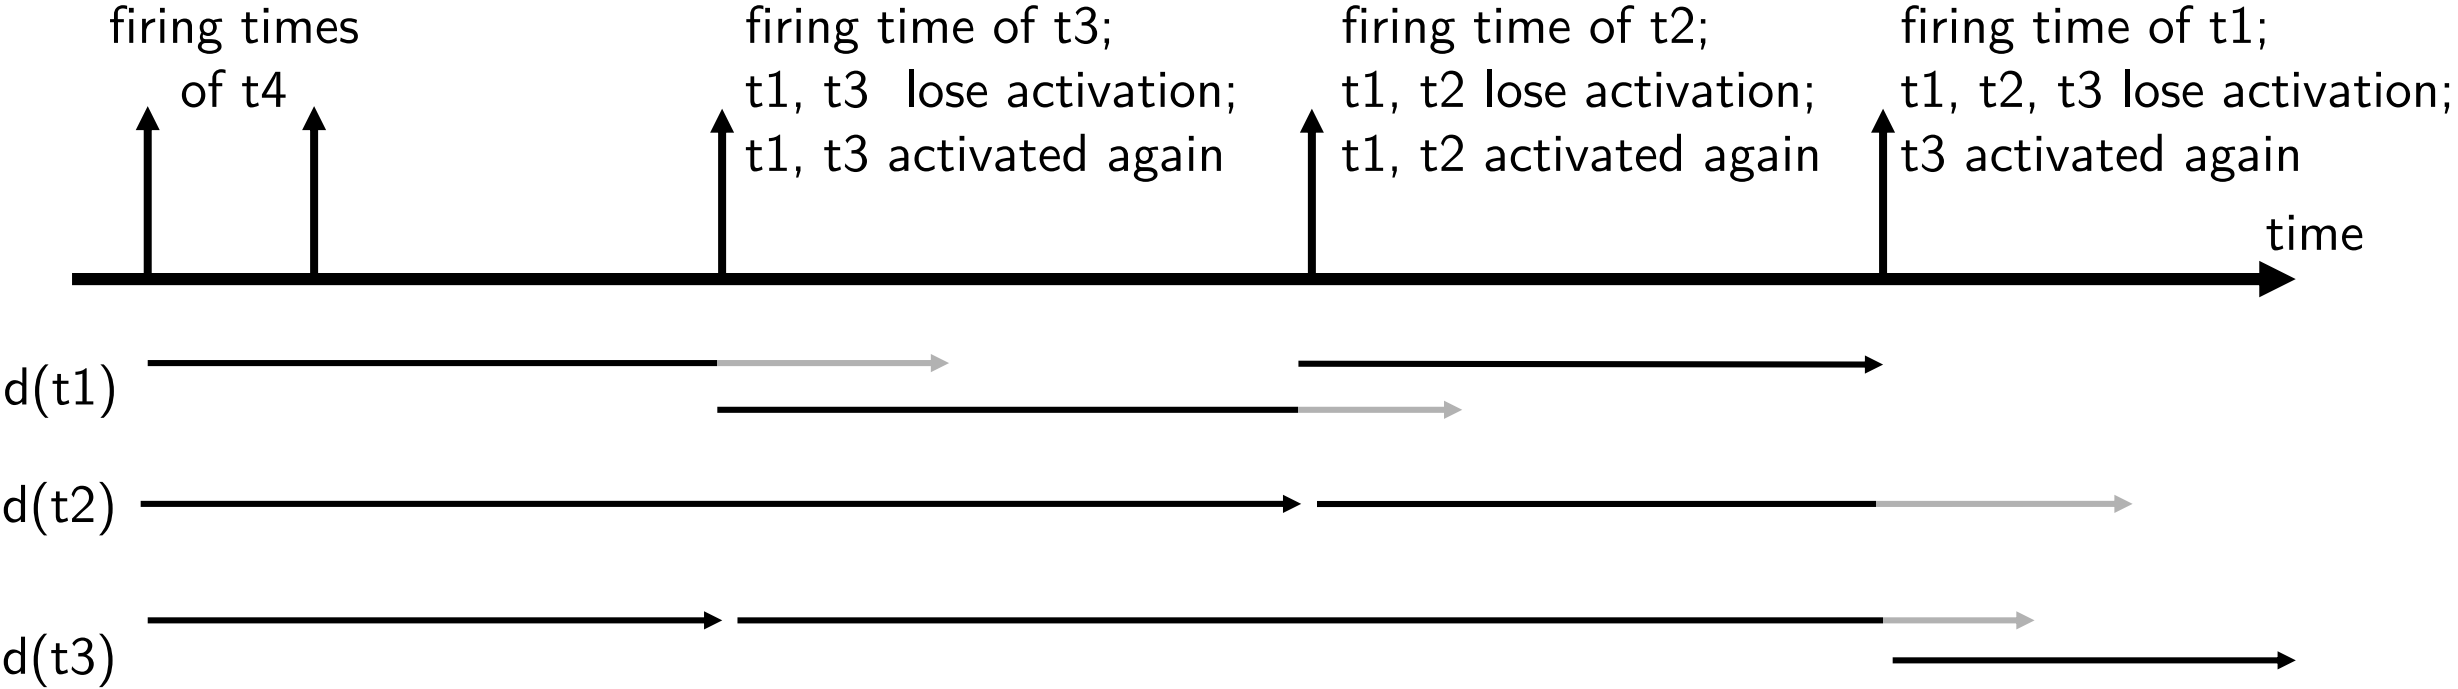 firing times
of t4
firing time of t3;
t1, t3 lose activation;
t1, t3 activated again
firing time of t2;
t1, t2 lose activation;
t1, t2 activated again
firing time of t1;
t1, t2, t3 lose activation;
t3 activated again
time
d(t1)
d(t2)
d(t3)